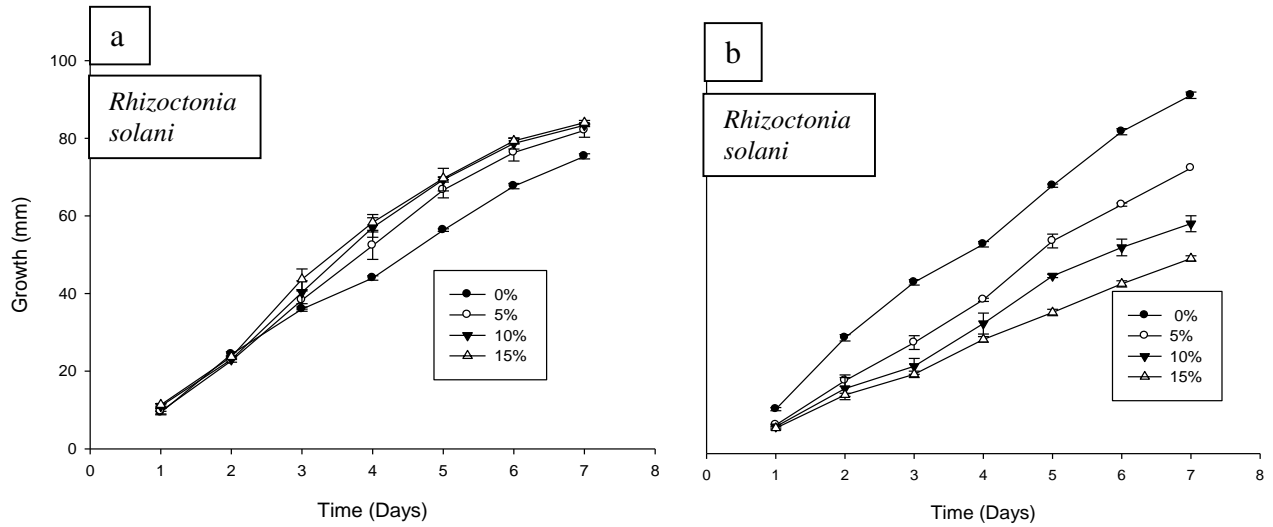 a
Rhizoctonia
solani
100
80
60
40
20
0
Growth (mm)
0%
5%
10%
15%
0 1 2 3 4 5 6 7 8
Time (Days)
b
Rhizoctonia
solani
0%
5%
10%
15%
0 1 2 3 4 5 6 7 8
Time (Days)